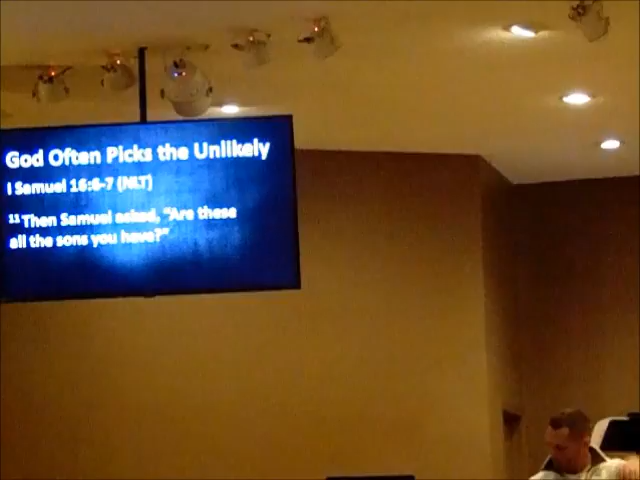 God Often Picks the Unlikely
I Samuel 16:6-7 (NLT)
11 Then Samuel asked, "Are these
all the sons you have?"